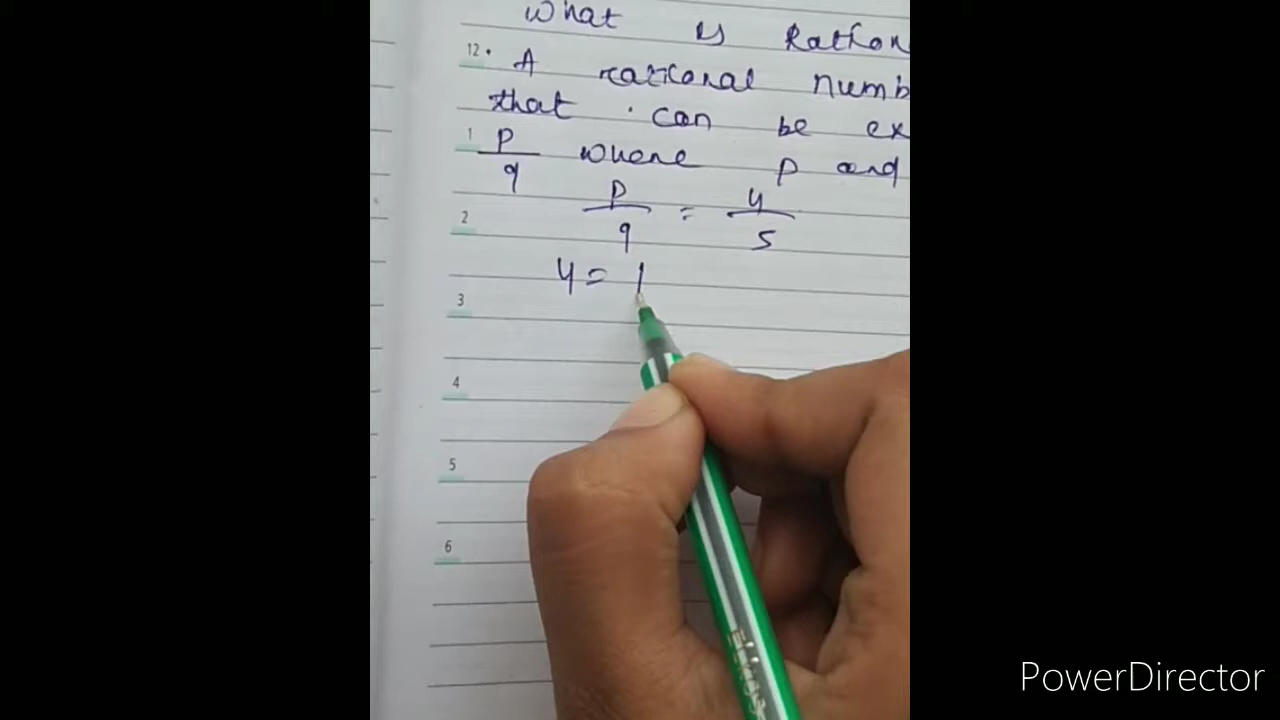 What is Ration
12 • A rational numb
that can be ex
1 p/q where p and
p/q = 4/5
2
4 = 1
3
4
5
6
PowerDirector